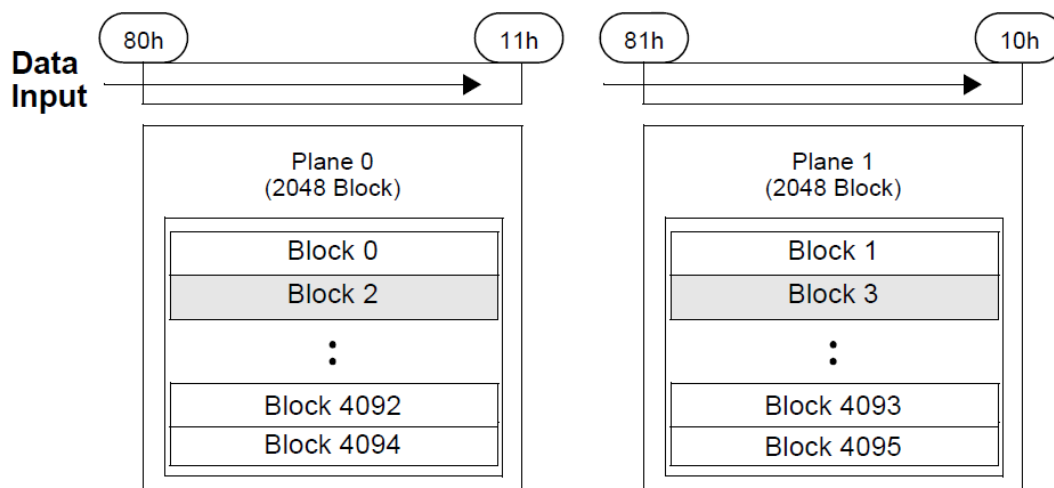 80h 11h 81h 10h
Data
Input
Plane 0
(2048 Block)
Block 0
Block 2
:
Block 4092
Block 4094
Plane 1
(2048 Block)
Block 1
Block 3
:
Block 4093
Block 4095